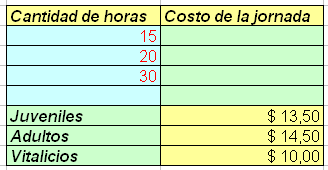 Cantidad de horas Costo de la jornada
15
20
30
Juveniles $ 13,50
Adultos $ 14,50
Vitalicios $ 10,00